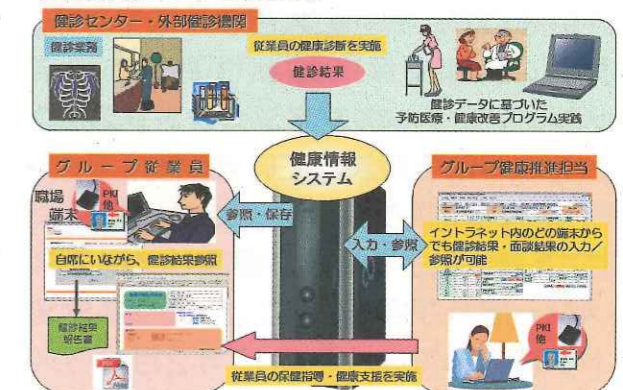 健診センター・外部健診機関
健診業務
従業員の健康診断を実施
健診結果
健診データに基づいた
予防医療・健康改善プログラム実践
グループ従業員
健康情報
システム
グループ健康推進担当
職場
端末
PKI
他
参照・保存
入力・参照
イントラネット内のどの端末から
でも健診結果・面談結果の入力/
参照が可能
自席にいながら、健診結果参照
健診結果
報告書
PKI
他
従業員の保健指導・健康支援を実施